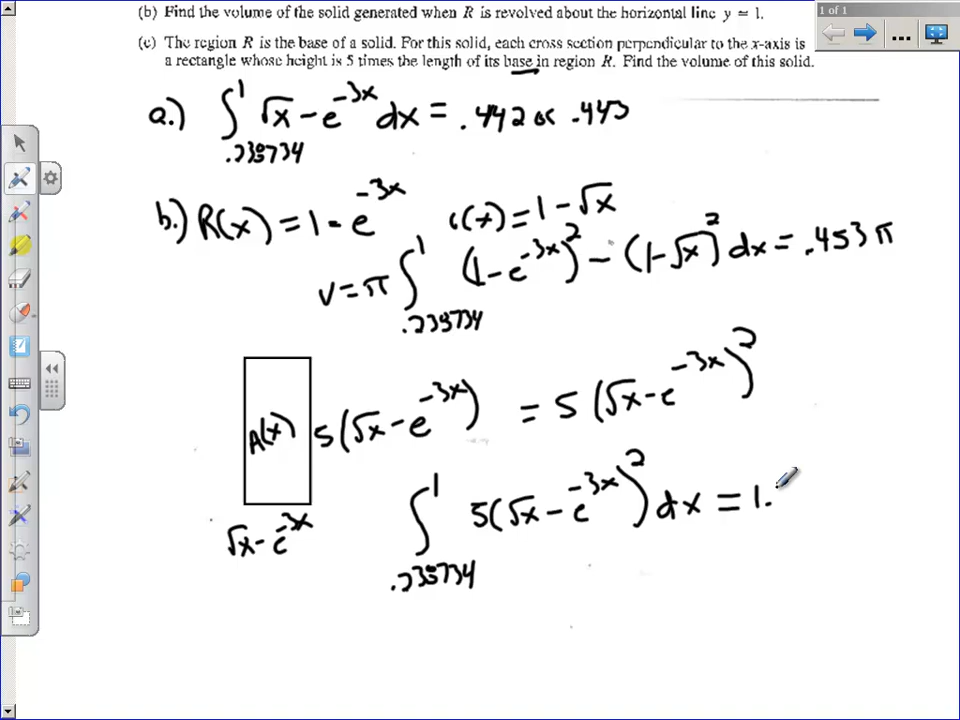 (b) Find the volume of the solid generated when R is revolved about the horizontal line y = 1.
1 of 1
(c) The region R is the base of a solid. For this solid, each cross section perpendicular to the x-axis is
a rectangle whose height is 5 times the length of its base in region R. Find the volume of this solid.
a.) ∫ 1 .238734 √x - e^-3x dx = .442 or .443
b.) R(x) = 1 - e^-3x r(x) = 1 - √x
V = π ∫ 1 .238734 (1 - e^-3x)^2 - (1 - √x)^2 dx = .453 π
A(x) 5(√x - e^-3x) = 5(√x - e^-3x)^2
√x - e^-3x
∫ 1 .238734 5(√x - e^-3x)^2 dx = 1.